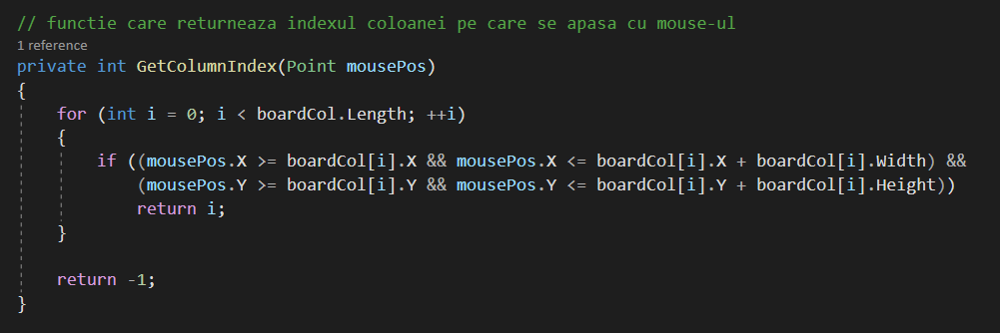 // functie care returneaza indexul coloanei pe care se apasa cu mouse-ul
1 reference
private int GetColumnIndex(Point mousePos)
{
for (int i = 0; i < boardCol.Length; ++i)
{
if ((mousePos.X >= boardCol[i].X && mousePos.X <= boardCol[i].X + boardCol[i].Width) &&
(mousePos.Y >= boardCol[i].Y && mousePos.Y <= boardCol[i].Y + boardCol[i].Height))
return i;
}
return -1;
}